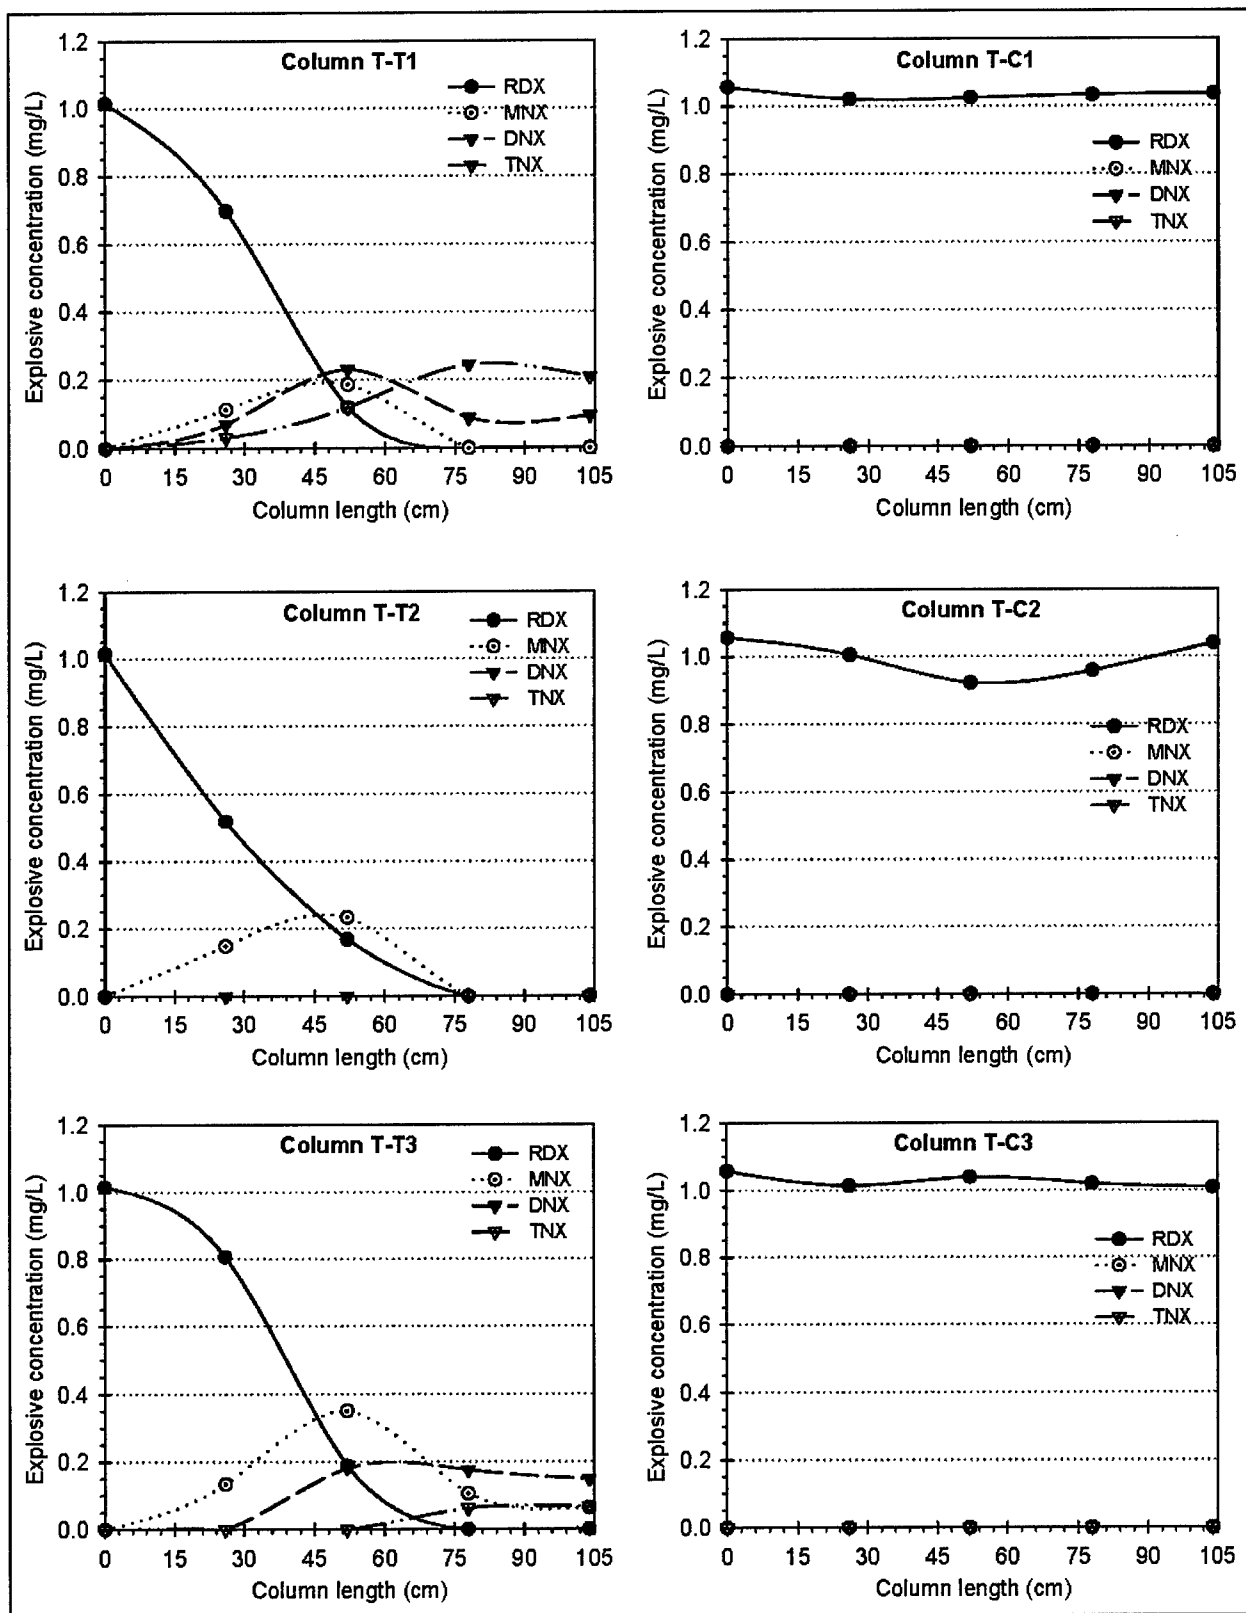 Column T-T1
RDX
MNX
DNX
TNX
Explosive concentration (mg/L)
1.2
1.0
0.8
0.6
0.4
0.2
0.0
0 15 30 45 60 75 90 105
Column length (cm)
Column T-C1
RDX
MNX
DNX
TNX
Explosive concentration (mg/L)
1.2
1.0
0.8
0.6
0.4
0.2
0.0
0 15 30 45 60 75 90 105
Column length (cm)
Column T-T2
RDX
MNX
DNX
TNX
Explosive concentration (mg/L)
1.2
1.0
0.8
0.6
0.4
0.2
0.0
0 15 30 45 60 75 90 105
Column length (cm)
Column T-C2
RDX
MNX
DNX
TNX
Explosive concentration (mg/L)
1.2
1.0
0.8
0.6
0.4
0.2
0.0
0 15 30 45 60 75 90 105
Column length (cm)
Column T-T3
RDX
MNX
DNX
TNX
Explosive concentration (mg/L)
1.2
1.0
0.8
0.6
0.4
0.2
0.0
0 15 30 45 60 75 90 105
Column length (cm)
Column T-C3
RDX
MNX
DNX
TNX
Explosive concentration (mg/L)
1.2
1.0
0.8
0.6
0.4
0.2
0.0
0 15 30 45 60 75 90 105
Column length (cm)